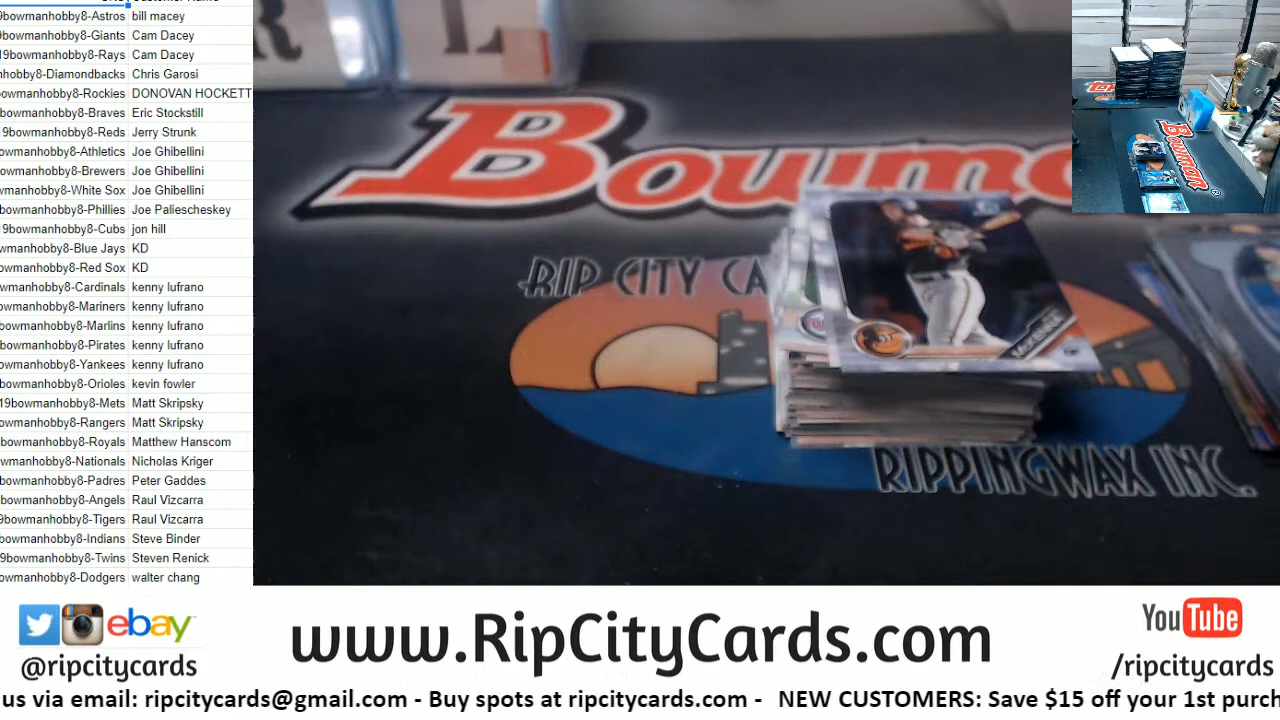 9bowmanhobby8-Astros bill macey
9bowmanhobby8-Giants Cam Dacey
19bowmanhobby8-Rays Cam Dacey
nhobby8-Diamondbacks Chris Garosi
bowmanhobby8-Rockies DONOVAN HOCKETT
bowmanhobby8-Braves Eric Stockstill
19bowmanhobby8-Reds Jerry Strunk
owmanhobby8-Athletics Joe Ghibellini
owmanhobby8-Brewers Joe Ghibellini
wmanhobby8-White Sox Joe Ghibellini
bowmanhobby8-Phillies Joe Paliescheskey
9bowmanhobby8-Cubs jon hill
wmanhobby8-Blue Jays KD
owmanhobby8-Red Sox KD
owmanhobby8-Cardinals kenny lufrano
owmanhobby8-Mariners kenny lufrano
bowmanhobby8-Marlins kenny lufrano
bowmanhobby8-Pirates kenny lufrano
owmanhobby8-Yankees kenny lufrano
bowmanhobby8-Orioles kevin fowler
19bowmanhobby8-Mets Matt Skripsky
owmanhobby8-Rangers Matt Skripsky
bowmanhobby8-Royals Matthew Hanscom
wmanhobby8-Nationals Nicholas Kriger
bowmanhobby8-Padres Peter Gaddes
bowmanhobby8-Angels Raul Vizcarra
9bowmanhobby8-Tigers Raul Vizcarra
bowmanhobby8-Indians Steve Binder
9bowmanhobby8-Twins Steven Renick
owmanhobby8-Dodgers walter chang
Bowm
RIP CITY CA
RIPPINGWAX INC.
Bowman
ebay
@ripcitycards
www.RipCityCards.com
YouTube
/ripcitycards
us via email: ripcitycards@gmail.com - Buy spots at ripcitycards.com - NEW CUSTOMERS: Save $15 off your 1st purch